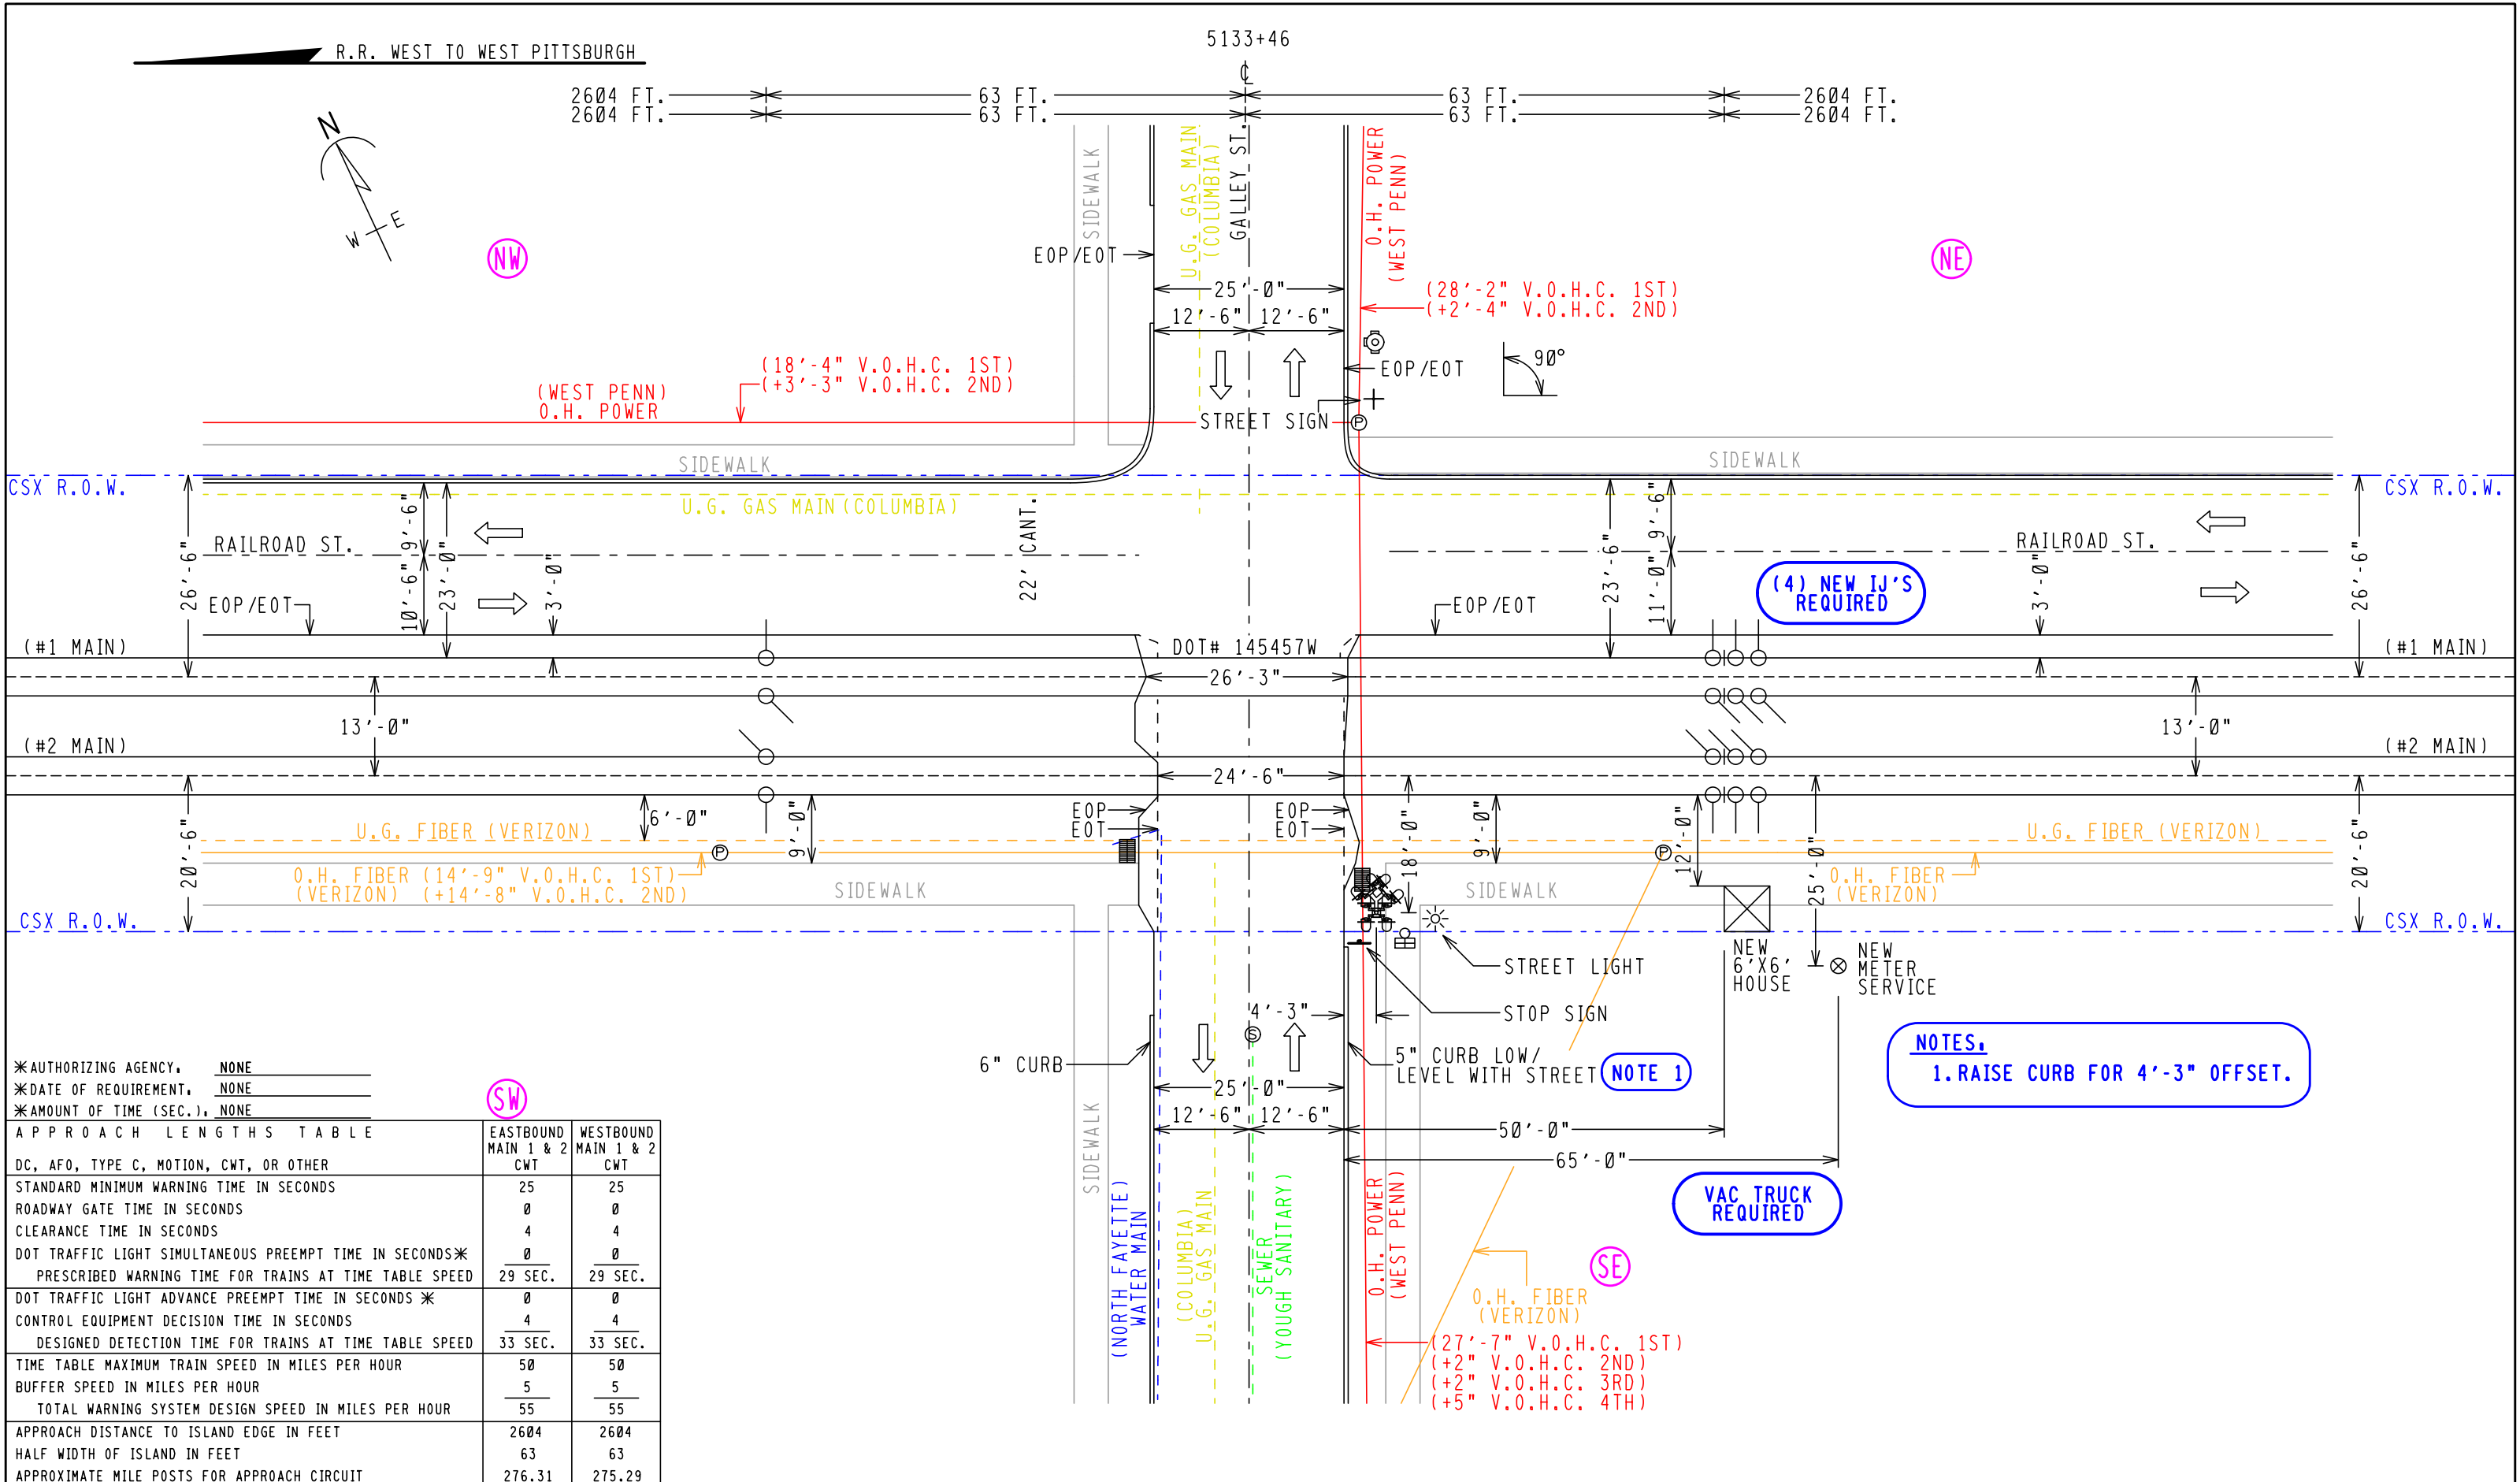 R.R. WEST TO WEST PITTSBURGH
5133+46
2604 FT. 63 FT. 63 FT. 2604 FT.
2604 FT. 63 FT. 63 FT. 2604 FT.
N
W E
NW
NE
SIDEWALK
U.G. GAS MAIN
(COLUMBIA)
GALLEY ST.
O.H. POWER
(WEST PENN)
EOP/EOT
25'-0"
12'-6" 12'-6"
(28'-2" V.O.H.C. 1ST)
(+2'-4" V.O.H.C. 2ND)
EOP/EOT
90°
(18'-4" V.O.H.C. 1ST)
(+3'-3" V.O.H.C. 2ND)
(WEST PENN)
O.H. POWER
STREET SIGN
P
SIDEWALK
SIDEWALK
CSX R.O.W.
CSX R.O.W.
U.G. GAS MAIN (COLUMBIA)
22' CANT.
RAILROAD ST.
RAILROAD ST.
26'-6"
10'-6" 9'-6"
23'-0"
3'-0"
23'-6"
11'-0" 9'-6"
3'-0"
26'-6"
(4) NEW IJ'S
REQUIRED
EOP/EOT
EOP/EOT
(#1 MAIN)
DOT# 145457W
(#1 MAIN)
26'-3"
13'-0"
13'-0"
(#2 MAIN)
(#2 MAIN)
24'-6"
6'-0"
9'-0"
EOP
EOT
EOP
EOT
18'-0"
9'-0"
12'-0"
25'-0"
20'-6"
20'-6"
U.G. FIBER (VERIZON)
U.G. FIBER (VERIZON)
P
P
O.H. FIBER (14'-9" V.O.H.C. 1ST)
(VERIZON) (+14'-8" V.O.H.C. 2ND)
O.H. FIBER
(VERIZON)
SIDEWALK
SIDEWALK
CSX R.O.W.
CSX R.O.W.
STREET LIGHT
STOP SIGN
NEW
6'X6'
HOUSE
NEW
METER
SERVICE
4'-3"
S
6" CURB
5" CURB LOW/
LEVEL WITH STREET
NOTE 1
NOTES:
1. RAISE CURB FOR 4'-3" OFFSET.
25'-0"
12'-6" 12'-6"
50'-0"
65'-0"
SIDEWALK
(NORTH FAYETTE)
WATER MAIN
(COLUMBIA)
U.G. GAS MAIN
SEWER
(YOUGH SANITARY)
O.H. POWER
(WEST PENN)
VAC TRUCK
REQUIRED
SE
O.H. FIBER
(VERIZON)
(27'-7" V.O.H.C. 1ST)
(+2" V.O.H.C. 2ND)
(+2" V.O.H.C. 3RD)
(+5" V.O.H.C. 4TH)
SW
*AUTHORIZING AGENCY: NONE
*DATE OF REQUIREMENT: NONE
*AMOUNT OF TIME (SEC.): NONE
APPROACH LENGTHS TABLE EASTBOUND WESTBOUND
MAIN 1 & 2 MAIN 1 & 2
DC, AFO, TYPE C, MOTION, CWT, OR OTHER CWT CWT
STANDARD MINIMUM WARNING TIME IN SECONDS 25 25
ROADWAY GATE TIME IN SECONDS 0 0
CLEARANCE TIME IN SECONDS 4 4
DOT TRAFFIC LIGHT SIMULTANEOUS PREEMPT TIME IN SECONDS* 0 0
PRESCRIBED WARNING TIME FOR TRAINS AT TIME TABLE SPEED 29 SEC. 29 SEC.
DOT TRAFFIC LIGHT ADVANCE PREEMPT TIME IN SECONDS * 0 0
CONTROL EQUIPMENT DECISION TIME IN SECONDS 4 4
DESIGNED DETECTION TIME FOR TRAINS AT TIME TABLE SPEED 33 SEC. 33 SEC.
TIME TABLE MAXIMUM TRAIN SPEED IN MILES PER HOUR 50 50
BUFFER SPEED IN MILES PER HOUR 5 5
TOTAL WARNING SYSTEM DESIGN SPEED IN MILES PER HOUR 55 55
APPROACH DISTANCE TO ISLAND EDGE IN FEET 2604 2604
HALF WIDTH OF ISLAND IN FEET 63 63
APPROXIMATE MILE POSTS FOR APPROACH CIRCUIT 276.31 275.29